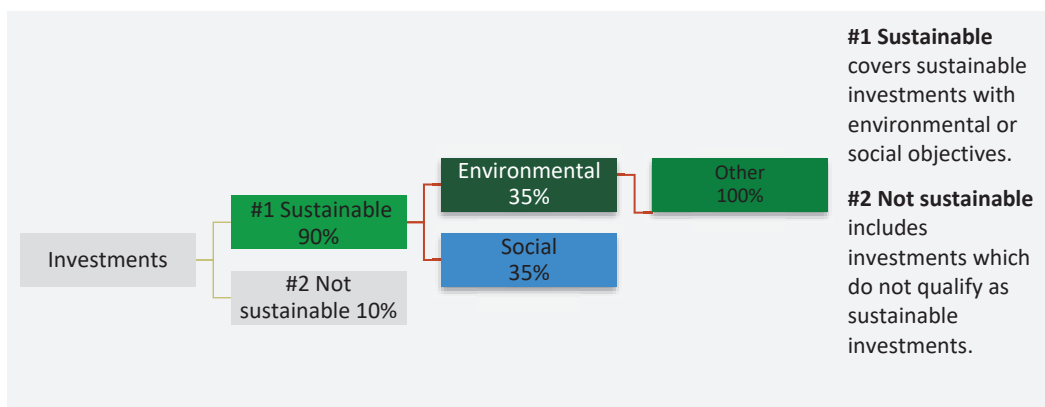 Investments
#1 Sustainable
90%
#2 Not
sustainable 10%
Environmental
35%
Social
35%
Other
100%
#1 Sustainable
covers sustainable
investments with
environmental or
social objectives.
#2 Not sustainable
includes
investments which
do not qualify as
sustainable
investments.